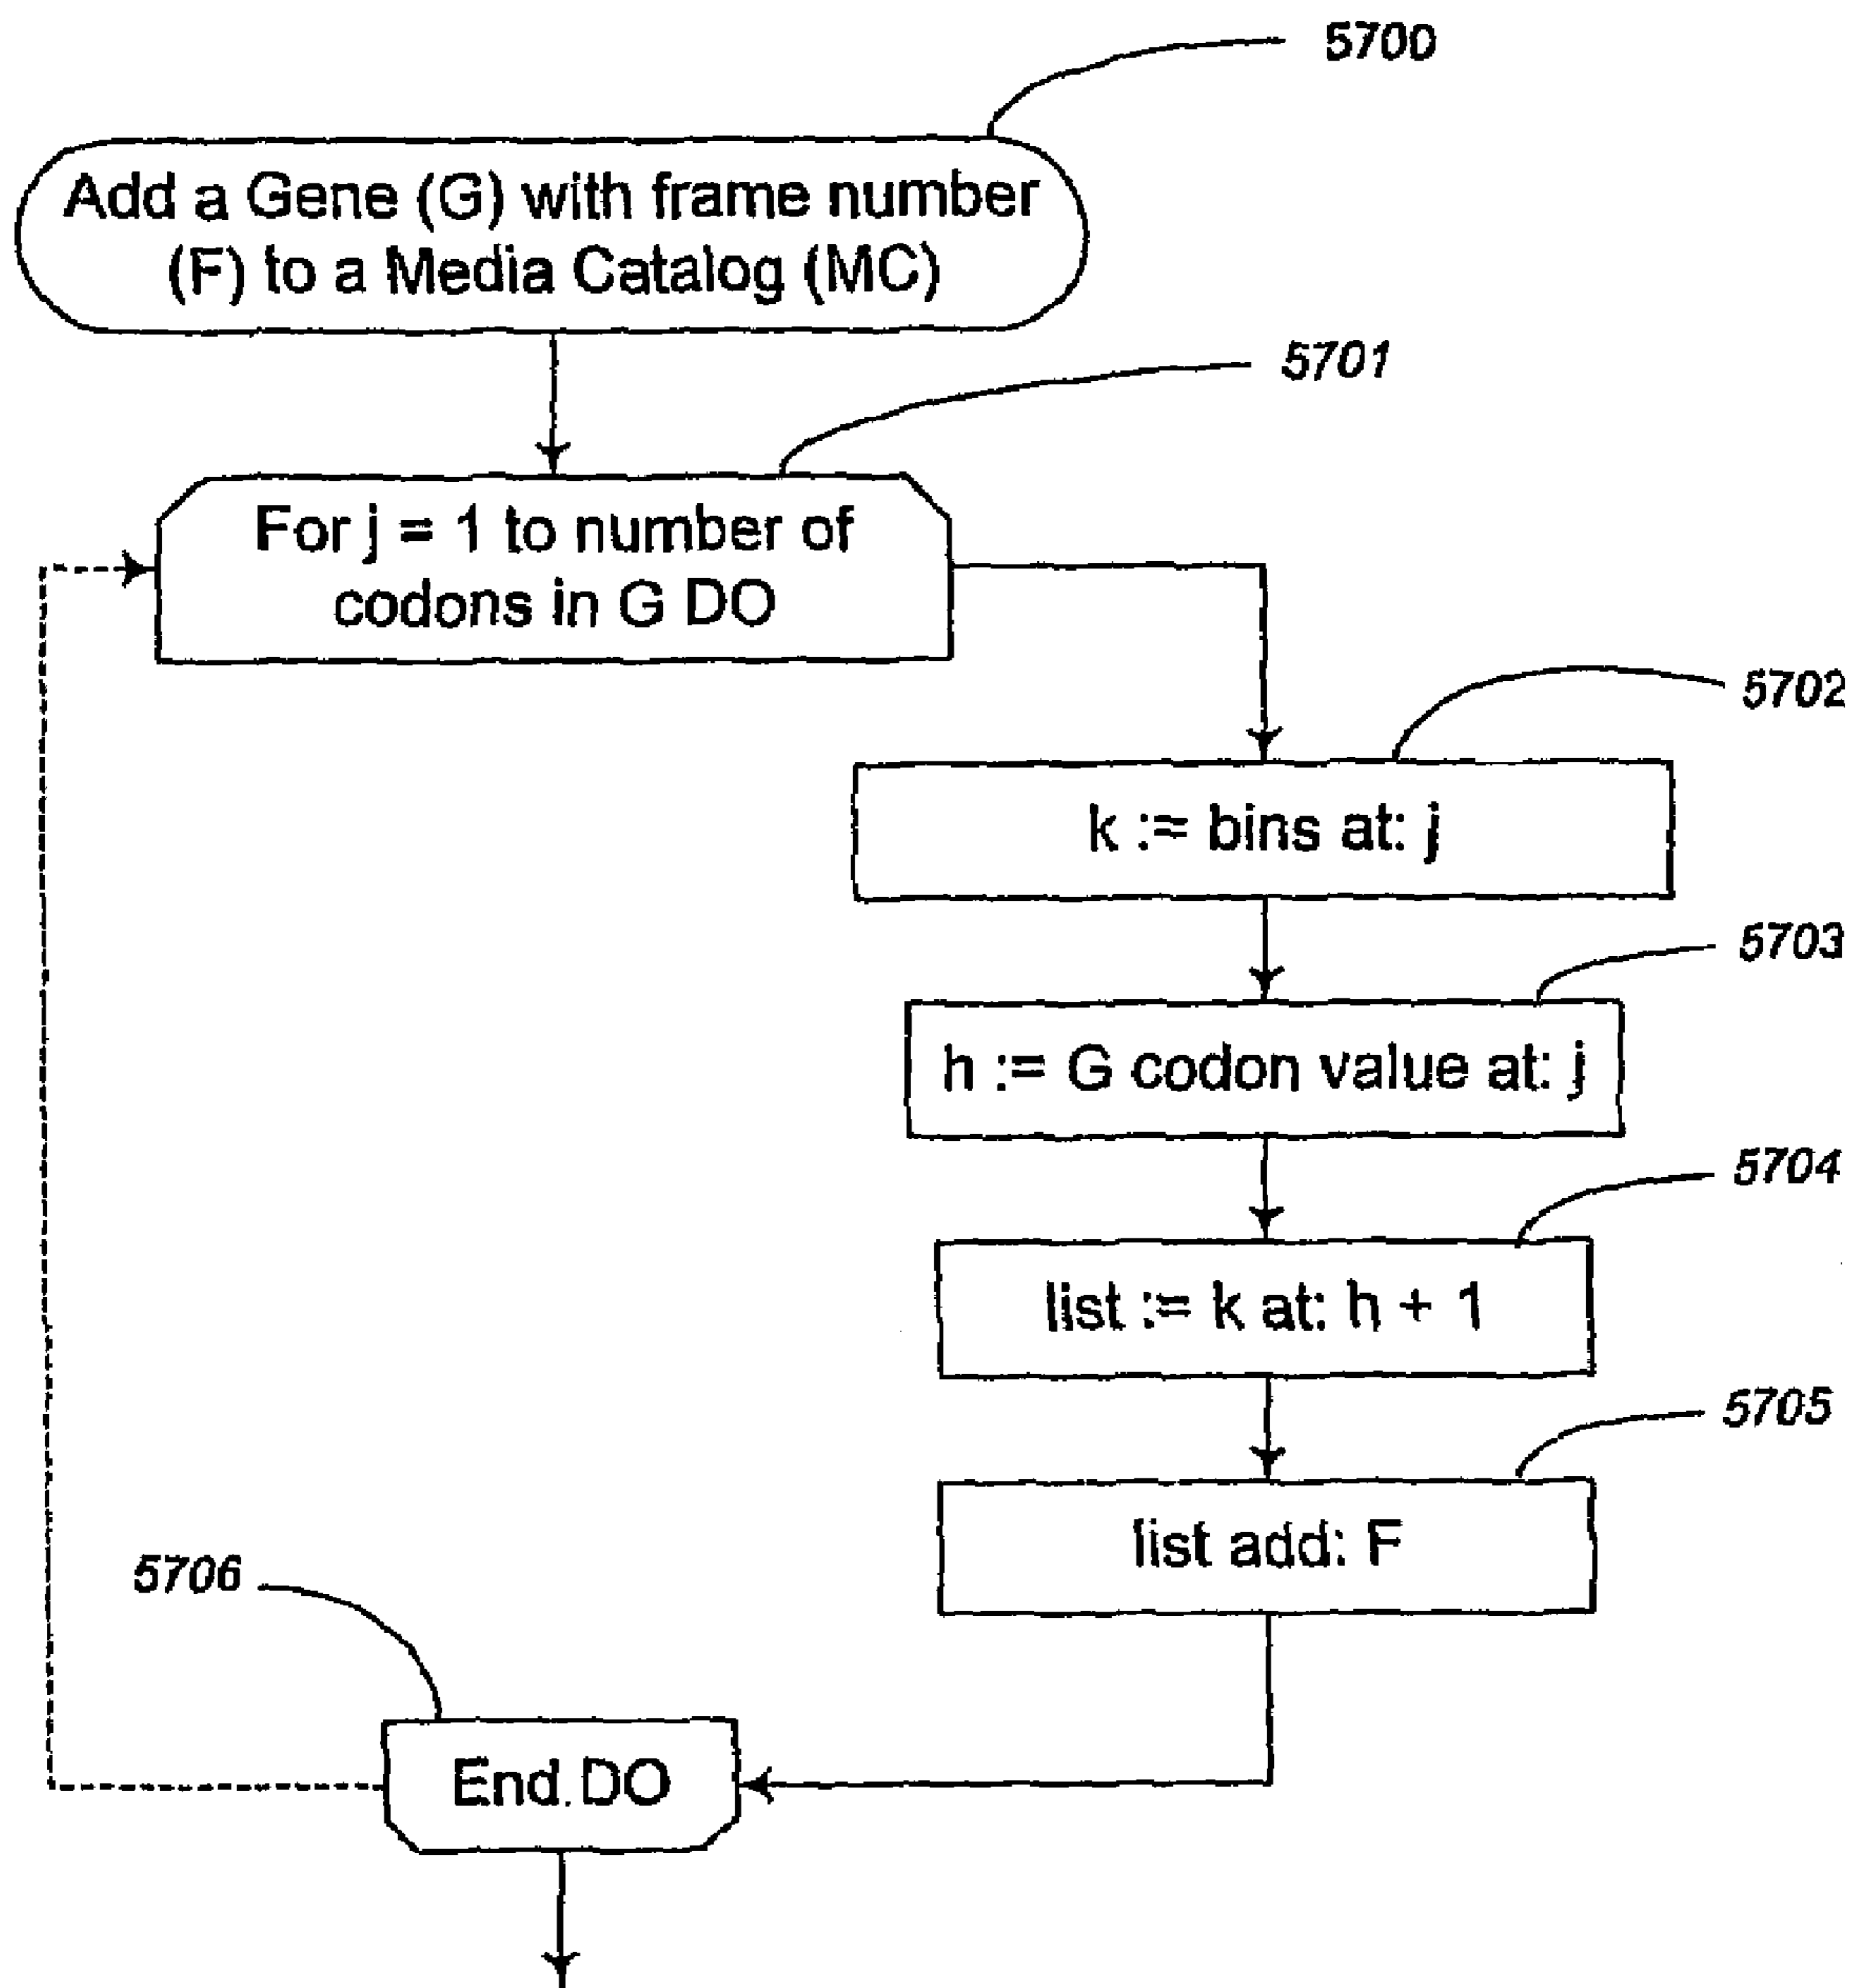 5700
Add a Gene (G) with frame number
(F) to a Media Catalog (MC)
5701
For j = 1 to number of
codons in G DO
5702
k := bins at: j
5703
h := G codon value at: j
5704
list := k at: h + 1
5705
list add: F
5706
End.DO